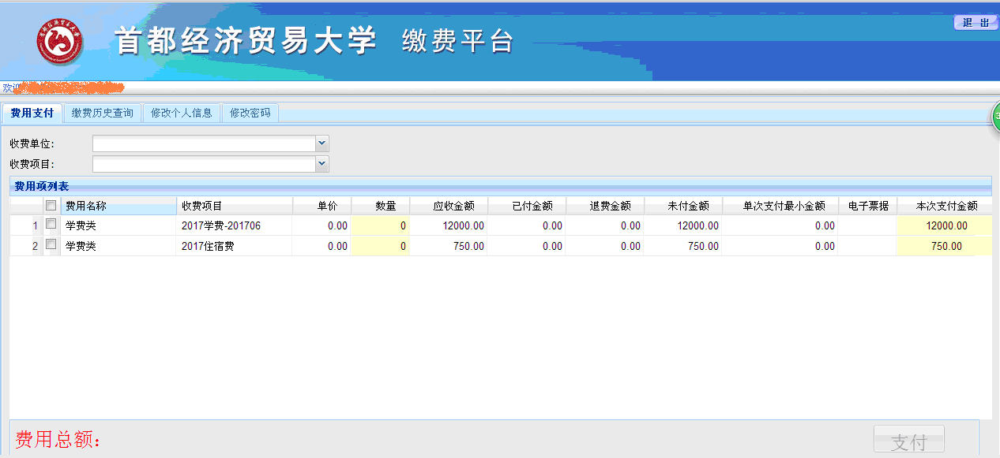 首都经济贸易大学 缴费平台
退 出
欢迎
费用支付 缴费历史查询 修改个人信息 修改密码
收费单位:
收费项目:
费用项列表
费用名称 收费项目 单价 数量 应收金额 已付金额 退费金额 未付金额 单次支付最小金额 电子票据 本次支付金额
1 学费类 2017学费-201706 0.00 0 12000.00 0.00 0.00 12000.00 0.00 12000.00
2 学费类 2017住宿费 0.00 0 750.00 0.00 0.00 750.00 0.00 750.00
费用总额:
支付